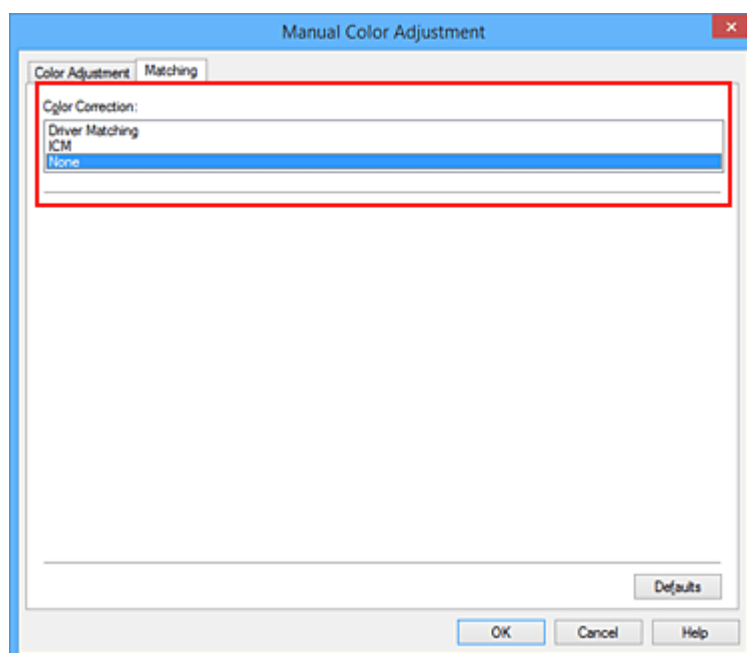 Manual Color Adjustment
Color Adjustment Matching
Color Correction:
Driver Matching
ICM
None
Defaults
OK Cancel Help